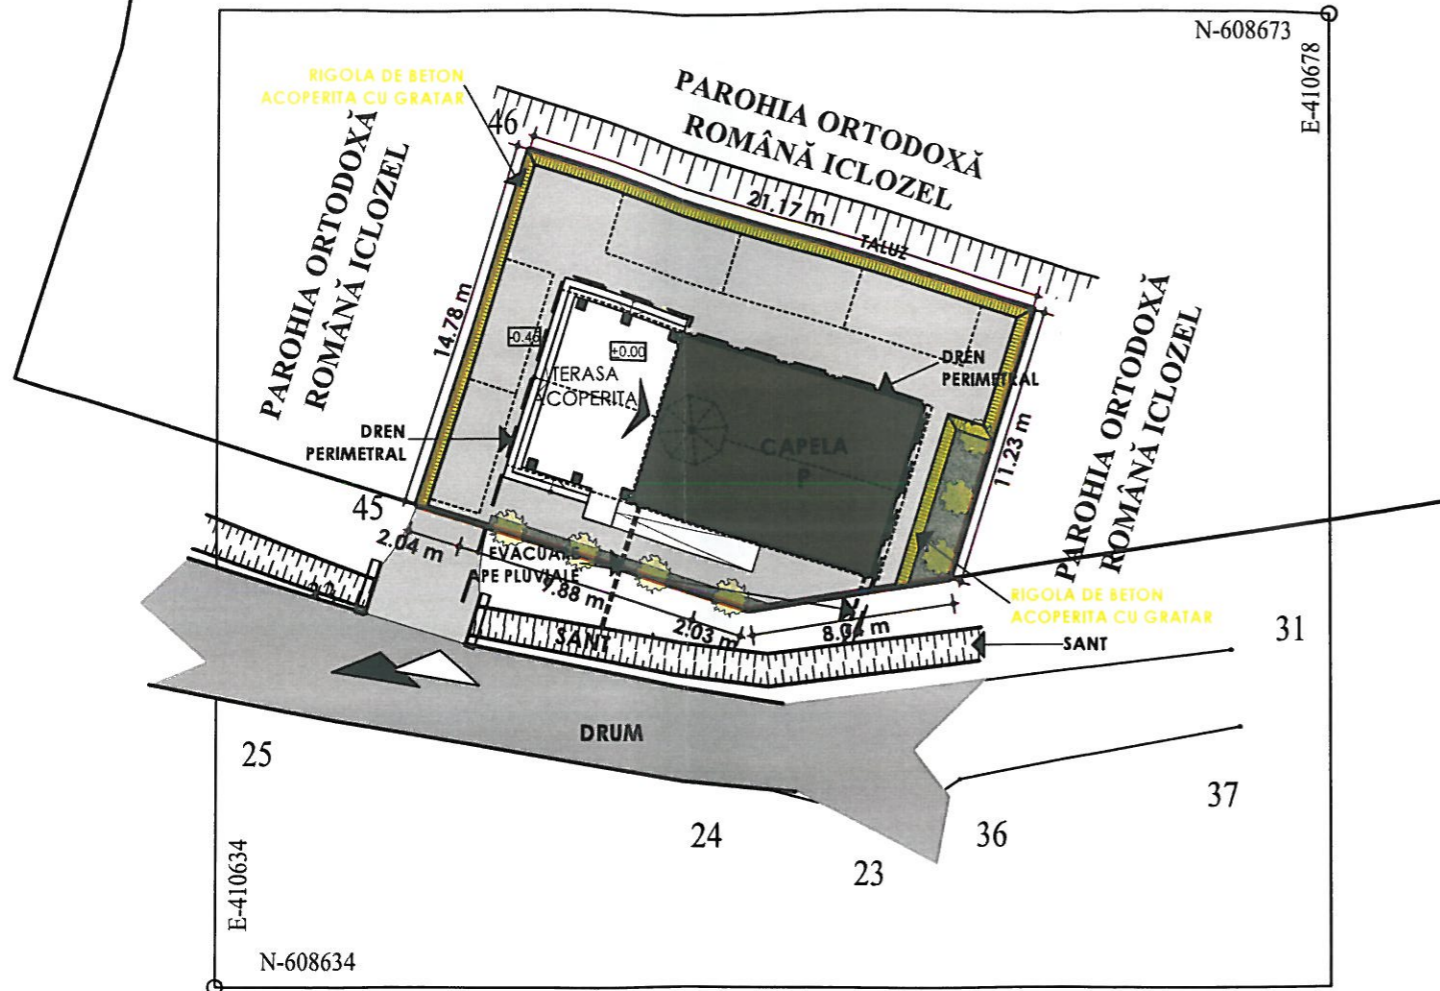 N-608673
E-410678
RIGOLA DE BETON
ACOPERITA CU GRATAR
46
PAROHIA ORTODOXĂ
ROMÂNĂ ICLOZEL
PAROHIA ORTODOXĂ
ROMÂNĂ ICLOZEL
21.17 m
TALUZ
14.78 m
-0.45
±0.00
TERASA
ACOPERITA
DREN
PERIMETRAL
PAROHIA ORTODOXĂ
ROMÂNĂ ICLOZEL
DREN
PERIMETRAL
CAPELA
P
11.23 m
45
2.04 m
EVACUARE
APE PLUVIALE
9.88 m
SANT
2.03 m
8.04 m
RIGOLA DE BETON
ACOPERITA CU GRATAR
SANT
31
DRUM
25
24
23
36
37
E-410634
N-608634